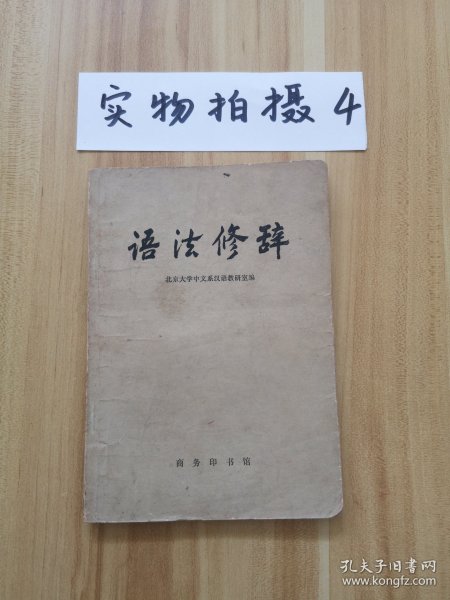 实物拍摄4
语法修辞
北京大学中文系汉语教研室编
商务印书馆
孔夫子旧书网
www.kongfz.com